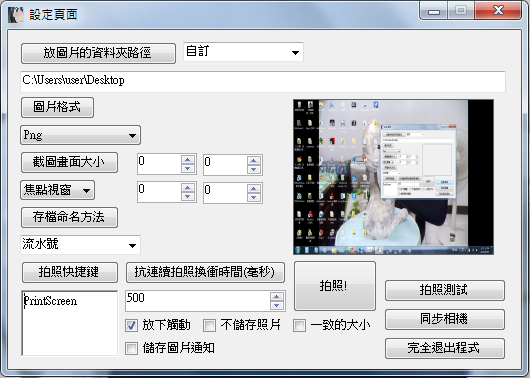 設定頁面
放圖片的資料夾路徑
自訂
C:\Users\user\Desktop
圖片格式
Png
截圖畫面大小
0
0
焦點視窗
0
0
存檔命名方法
流水號
拍照快捷鍵
抗連續拍照換衝時間(毫秒)
拍照!
拍照測試
PrintScreen
500
同步相機
放下觸動
不儲存照片
一致的大小
儲存圖片通知
完全退出程式